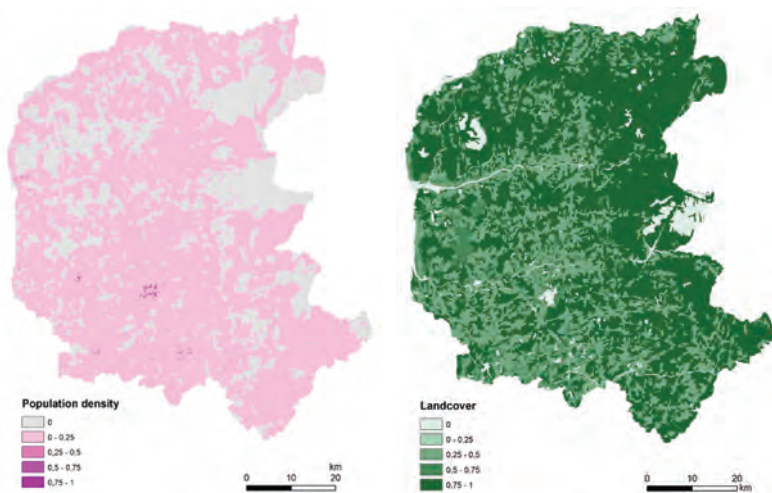 Population density
0
0 - 0,25
0,25 - 0,5
0,5 - 0,75
0,75 - 1
km
0 10 20
Landcover
0
0 - 0,25
0,25 - 0,5
0,5 - 0,75
0,75 - 1
0 10 20 km